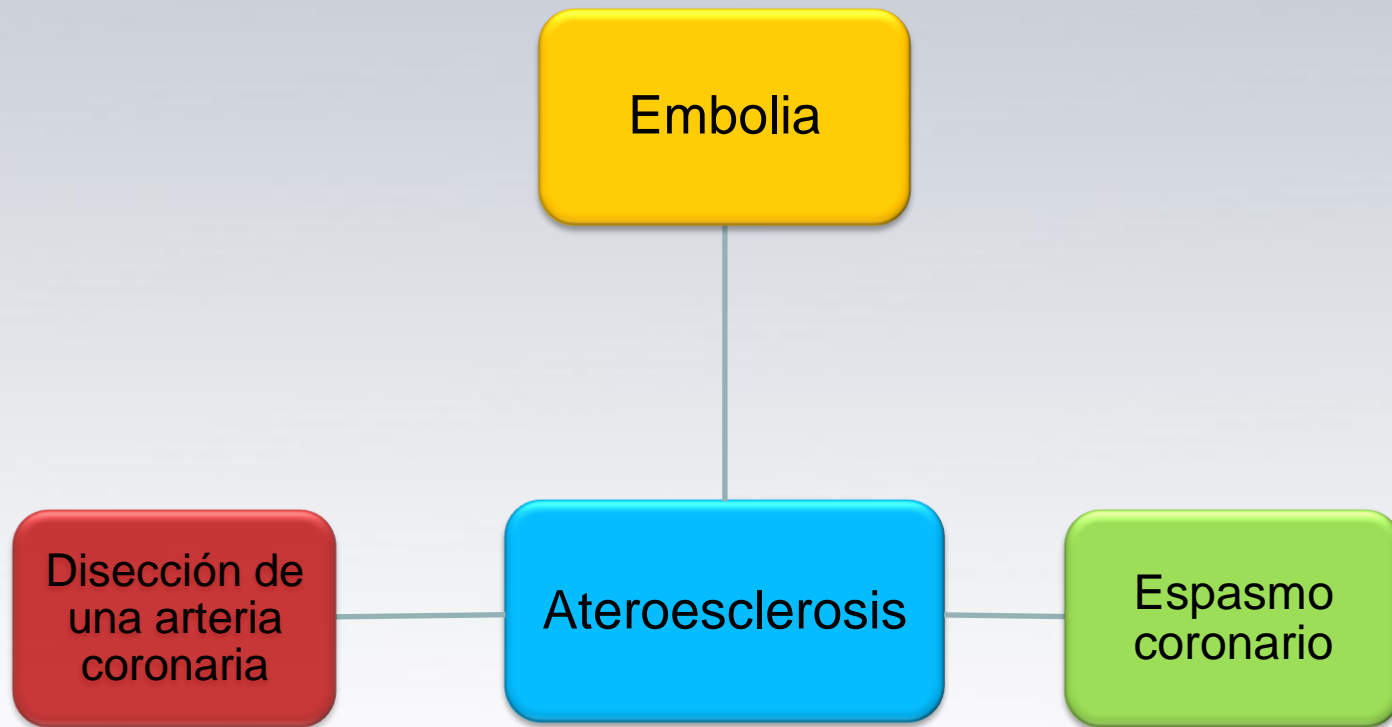 Embolia
Disección de
una arteria
coronaria
Ateroesclerosis
Espasmo
coronario